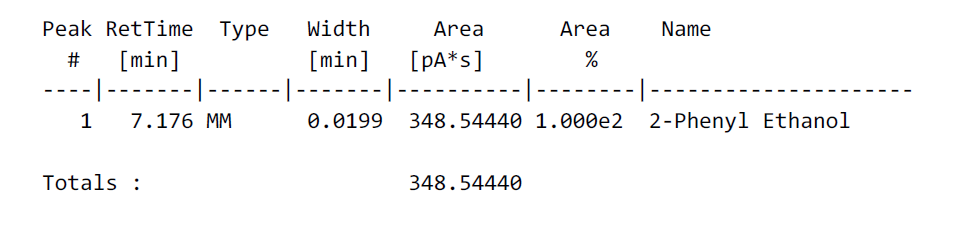 Peak RetTime  Type   Width     Area      Area    Name
  #   [min]          [min]   [pA*s]        %
----|-------|------|-------|----------|--------|---------------------
   1   7.176 MM      0.0199  348.54440 1.000e2  2-Phenyl Ethanol
Totals :                     348.54440